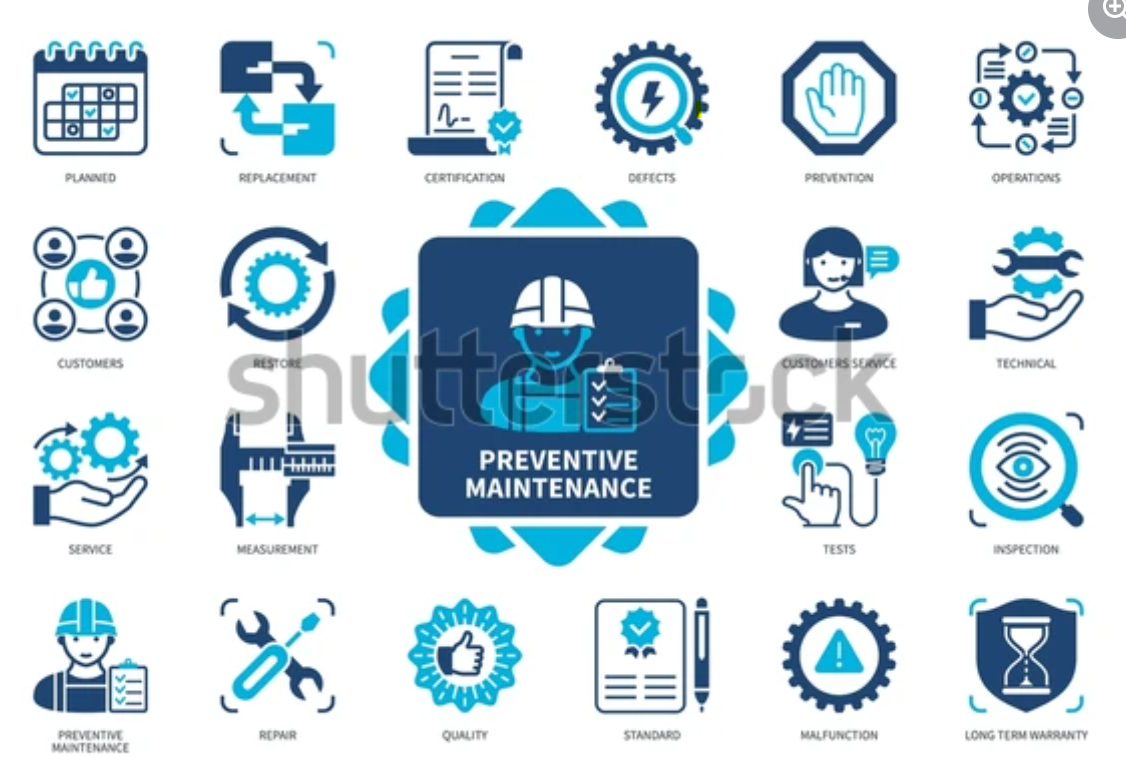 PLANNED
REPLACEMENT
CERTIFICATION
DEFECTS
PREVENTION
OPERATIONS
CUSTOMERS
RESTORE
CUSTOMERS SERVICE
TECHNICAL
shutterstock
PREVENTIVE
MAINTENANCE
SERVICE
MEASUREMENT
TESTS
INSPECTION
PREVENTIVE
MAINTENANCE
REPAIR
QUALITY
STANDARD
MALFUNCTION
LONG TERM WARRANTY